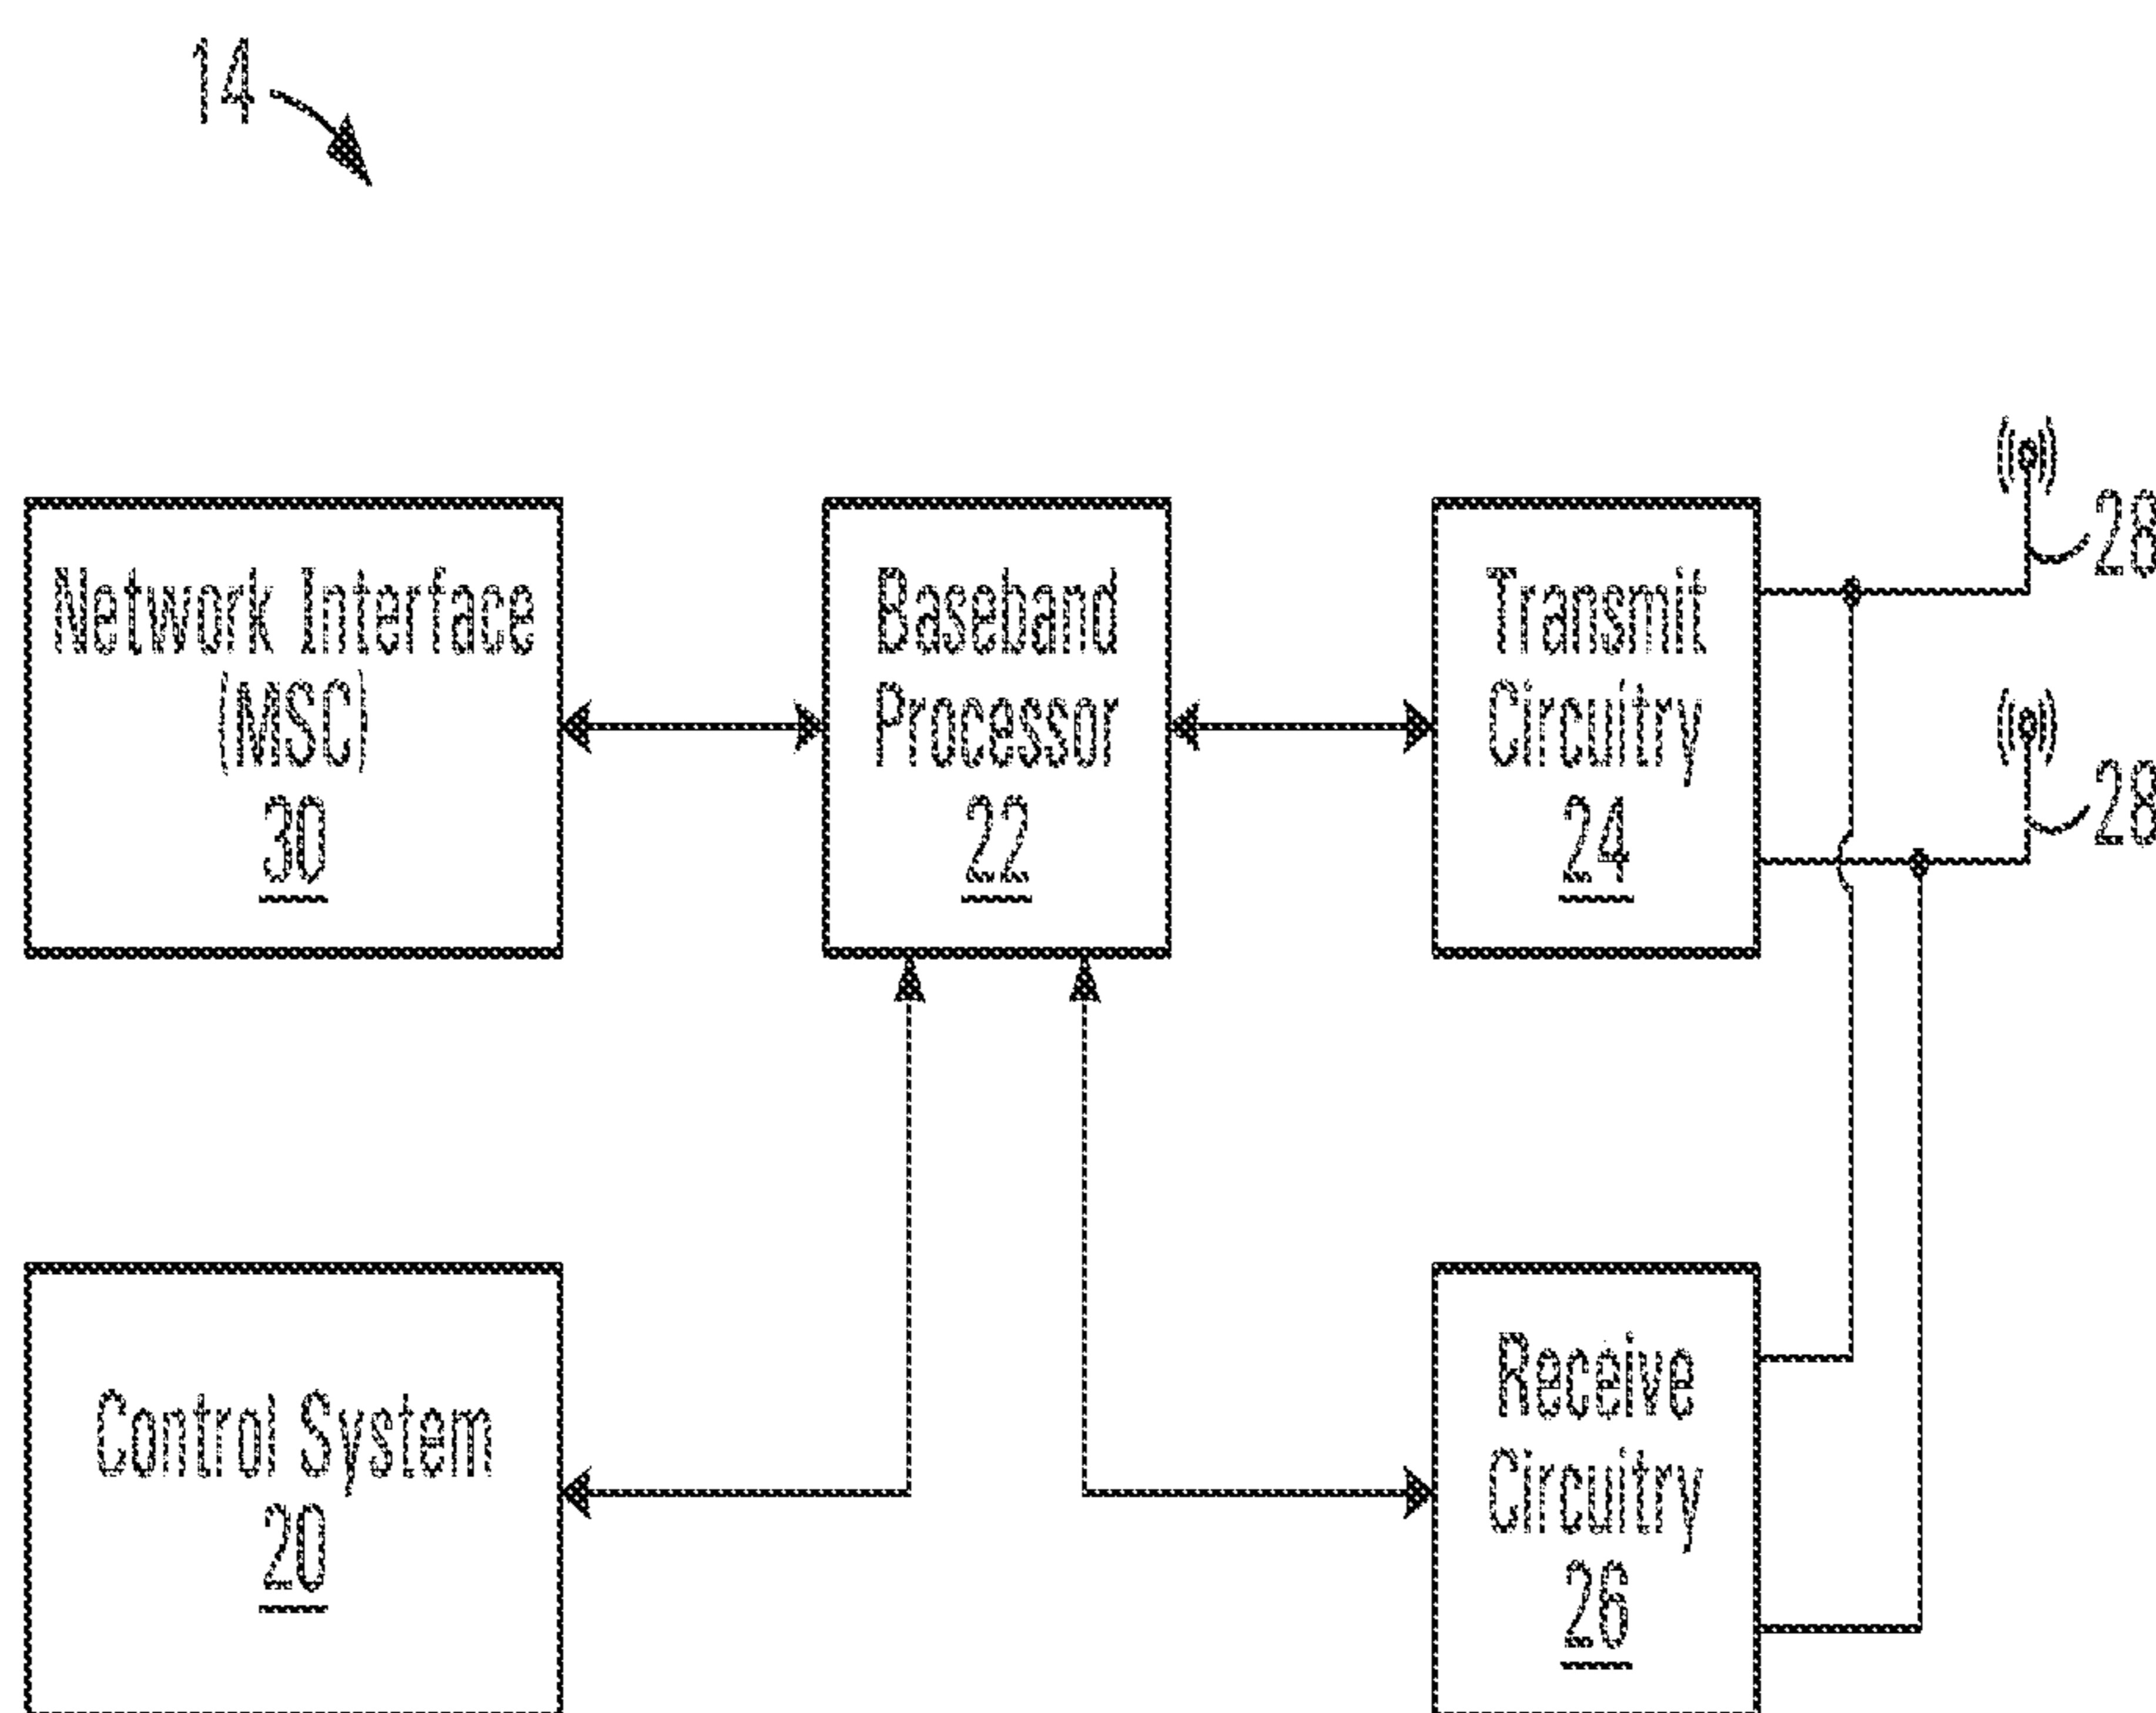 14
Network Interface
(MSC)
30
Baseband
Processor
22
Transmit
Circuitry
24
28
28
Control System
20
Receive
Circuitry
26